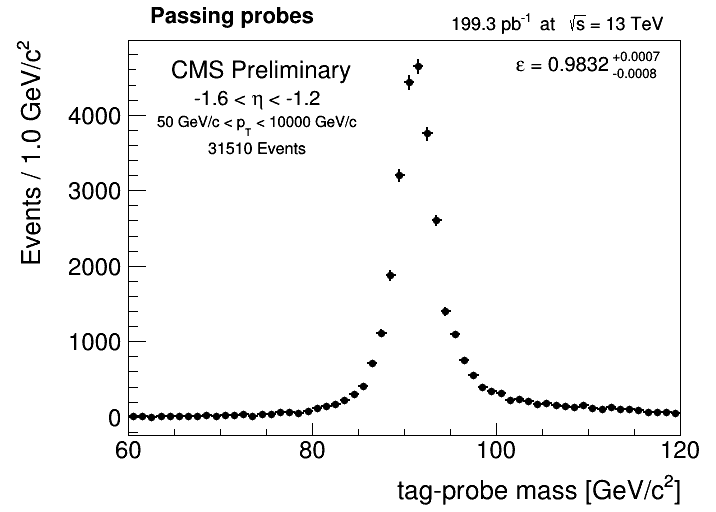 Passing probes
199.3 pb⁻¹ at √s = 13 TeV
CMS Preliminary
ε = 0.9832 +0.0007 -0.0008
-1.6 < η < -1.2
50 GeV/c < p_T < 10000 GeV/c
31510 Events
Events / 1.0 GeV/c²
4000
3000
2000
1000
0
60 80 100 120
tag-probe mass [GeV/c²]